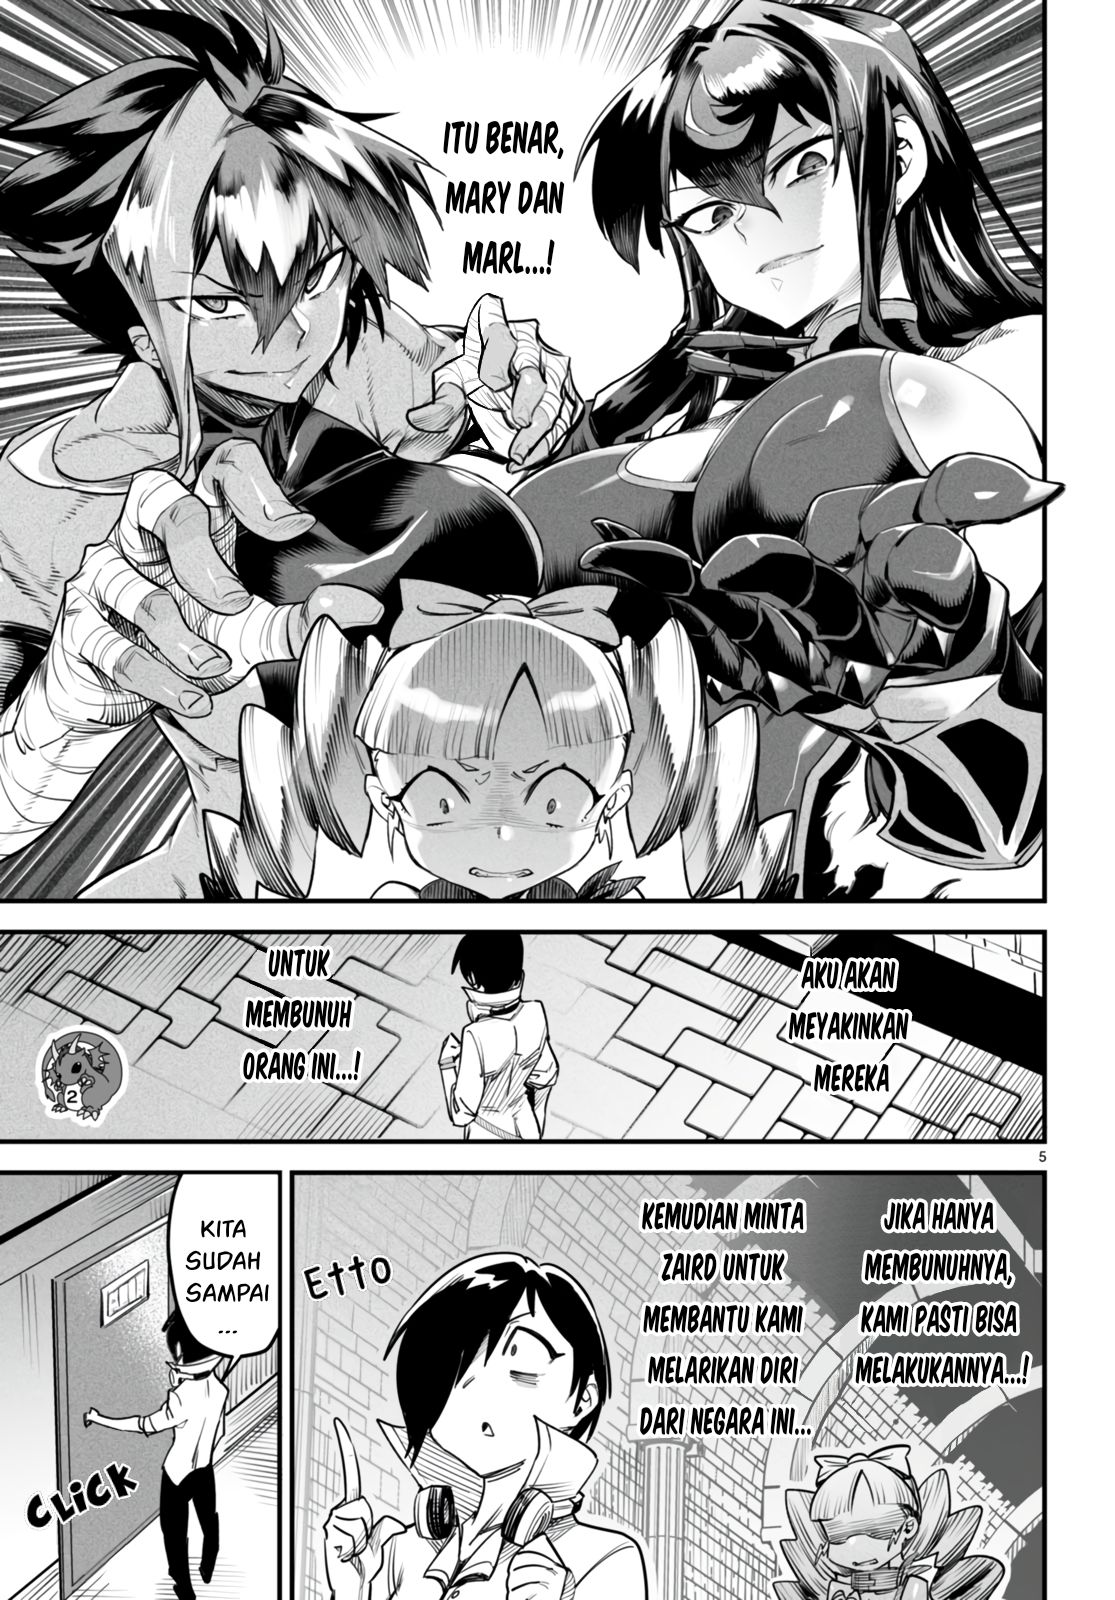 ITU BENAR,
MARY DAN
MARL...!
AKU AKAN
MEYAKINKAN
MEREKA
UNTUK
MEMBUNUH
ORANG INI...!
2
5
JIKA HANYA
MEMBUNUHNYA,
KAMI PASTI BISA
MELAKUKANNYA...!
KEMUDIAN MINTA
ZAIRD UNTUK
MEMBANTU KAMI
MELARIKAN DIRI
DARI NEGARA INI...
Etto
KITA
SUDAH
SAMPAI
...
CLICK